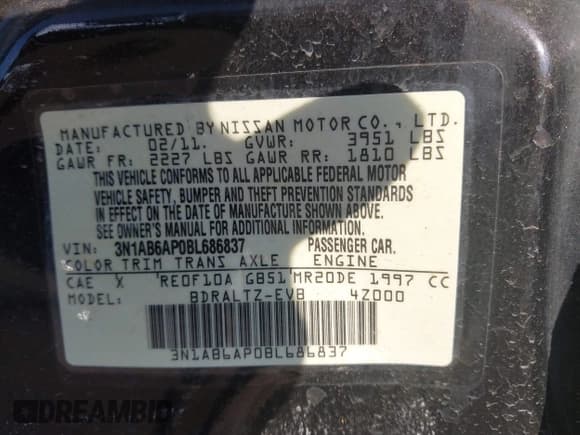 MANUFACTURED BY NISSAN MOTOR CO., LTD.
DATE: 02/11. GVWR: 3951 LBS
GAWR FR: 2227 LBS GAWR RR: 1810 LBS
THIS VEHICLE CONFORMS TO ALL APPLICABLE FEDERAL MOTOR
VEHICLE SAFETY, BUMPER AND THEFT PREVENTION STANDARDS
IN EFFECT ON THE DATE OF MANUFACTURE SHOWN ABOVE.
SEE OWNER'S MANUAL FOR ADDITIONAL INFORMATION.
VIN: 3N1AB6AP0BL686837 PASSENGER CAR.
COLOR TRIM TRANS AXLE ENGINE
CAE X RE0F10A GB51 MR20DE 1997 CC
MODEL: BDRALTZ-EVB 4Z000
3N1AB6AP0BL686837
DREAMBID